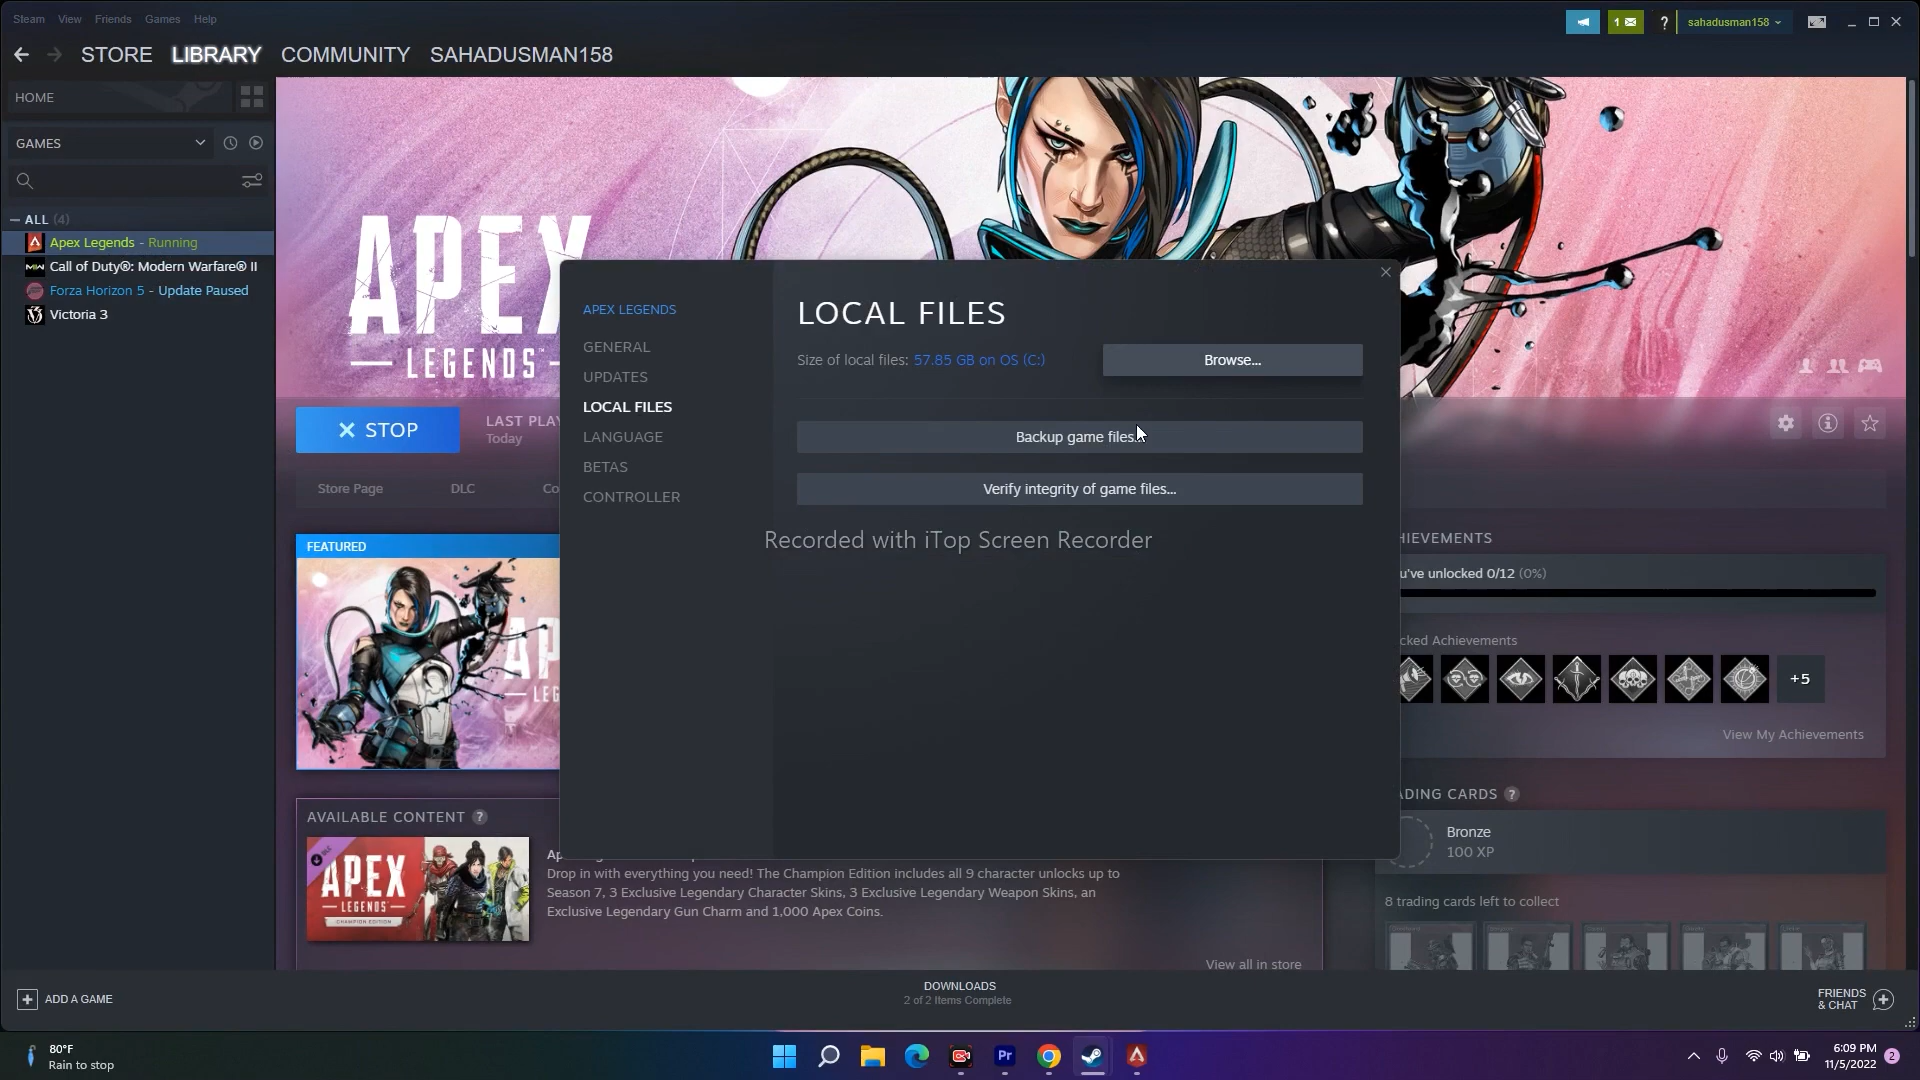 Steam View Friends Games Help
1
?
sahadusman158
STORE LIBRARY COMMUNITY SAHADUSMAN158
HOME
GAMES
ALL (4)
Apex Legends - Running
Call of Duty®: Modern Warfare® II
Forza Horizon 5 - Update Paused
Victoria 3
APEX
LEGENDS
STOP
LAST PLAY
Today
Store Page DLC Co
APEX LEGENDS
GENERAL
UPDATES
LOCAL FILES
LANGUAGE
BETAS
CONTROLLER
LOCAL FILES
Size of local files: 57.85 GB on OS (C:)
Browse...
Backup game files...
Verify integrity of game files...
Recorded with iTop Screen Recorder
FEATURED
HIEVEMENTS
u've unlocked 0/12 (0%)
cked Achievements
+5
View My Achievements
AVAILABLE CONTENT ?
DLC
APEX
LEGENDS
CHAMPION EDITION
Drop in with everything you need! The Champion Edition includes all 9 character unlocks up to
Season 7, 3 Exclusive Legendary Character Skins, 3 Exclusive Legendary Weapon Skins, an
Exclusive Legendary Gun Charm and 1,000 Apex Coins.
View all in store
ADING CARDS ?
Bronze
100 XP
8 trading cards left to collect
ADD A GAME
DOWNLOADS
2 of 2 Items Complete
FRIENDS
& CHAT
80°F
Rain to stop
Pr
6:09 PM
11/5/2022
2